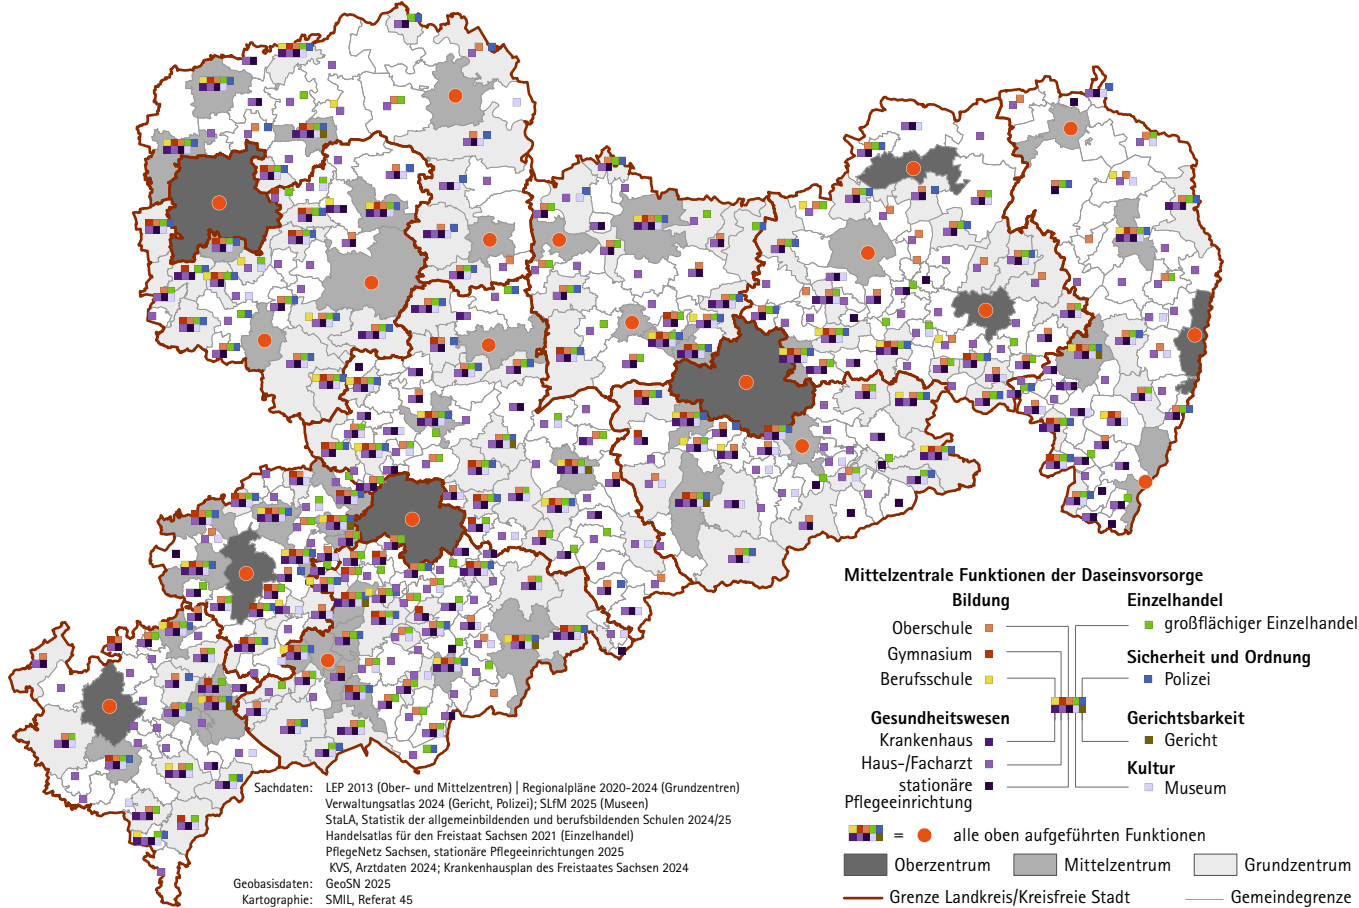 Mittelzentrale Funktionen der Daseinsvorsorge
Bildung
Oberschule
Gymnasium
Berufsschule
Gesundheitswesen
Krankenhaus
Haus-/Facharzt
stationäre
Pflegeeinrichtung
Einzelhandel
großflächiger Einzelhandel
Sicherheit und Ordnung
Polizei
Gerichtsbarkeit
Gericht
Kultur
Museum
= alle oben aufgeführten Funktionen
Oberzentrum Mittelzentrum Grundzentrum
Grenze Landkreis/Kreisfreie Stadt Gemeindegrenze
Sachdaten: LEP 2013 (Ober- und Mittelzentren) | Regionalpläne 2020-2024 (Grundzentren)
Verwaltungsatlas 2024 (Gericht, Polizei); SLfM 2025 (Museen)
StaLA, Statistik der allgemeinbildenden und berufsbildenden Schulen 2024/25
Handelsatlas für den Freistaat Sachsen 2021 (Einzelhandel)
PflegeNetz Sachsen, stationäre Pflegeeinrichtungen 2025
KVS, Arztdaten 2024; Krankenhausplan des Freistaates Sachsen 2024
Geobasisdaten: GeoSN 2025
Kartographie: SMIL, Referat 45